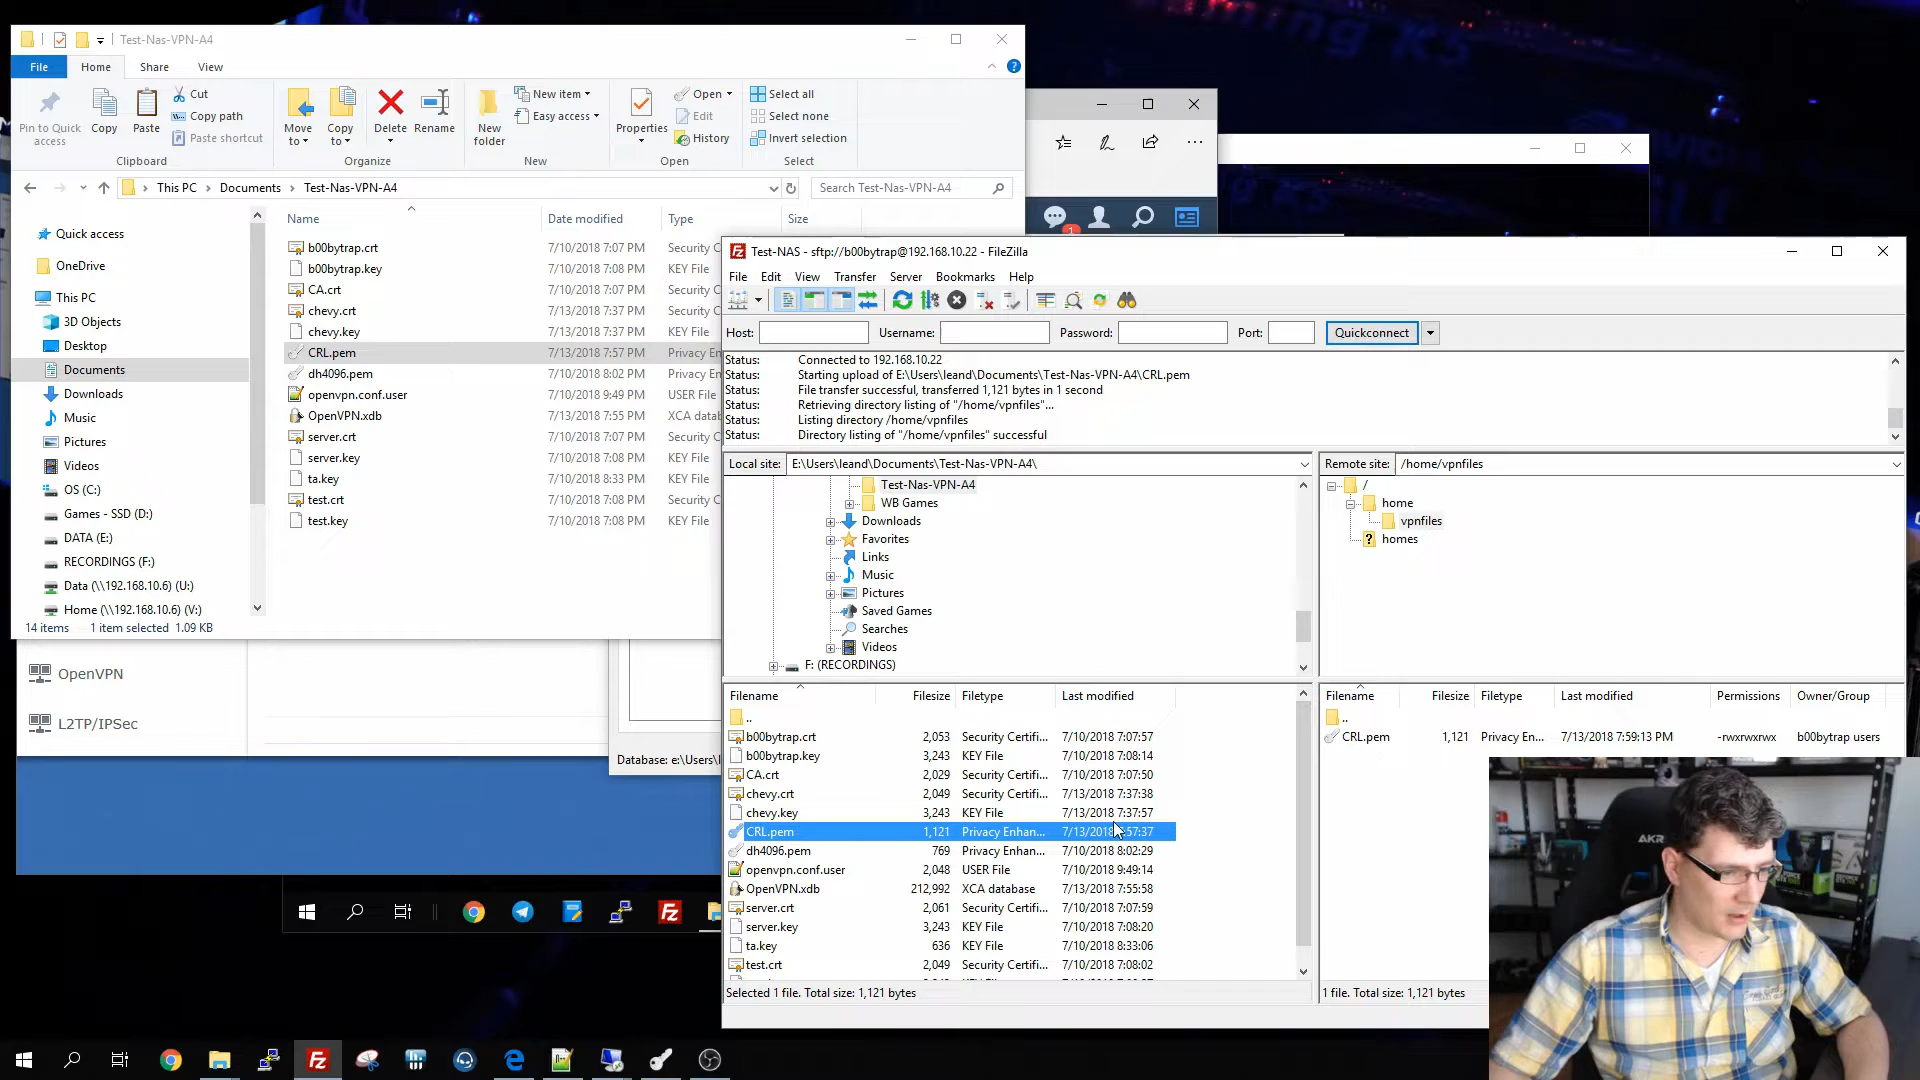 Test-Nas-VPN-A4
File Home Share View
Pin to Quick access
Copy
Paste
Cut
Copy path
Paste shortcut
Clipboard
Move to
Copy to
Delete
Rename
Organize
New folder
New item
Easy access
New
Properties
Open
Edit
History
Open
Select all
Select none
Invert selection
Select
This PC > Documents > Test-Nas-VPN-A4
Search Test-Nas-VPN-A4
Quick access
OneDrive
This PC
3D Objects
Desktop
Documents
Downloads
Music
Pictures
Videos
OS (C:)
Games - SSD (D:)
DATA (E:)
RECORDINGS (F:)
Data (\\192.168.10.6) (U:)
Home (\\192.168.10.6) (V:)
Name Date modified Type Size
b00bytrap.crt 7/10/2018 7:07 PM Security C
b00bytrap.key 7/10/2018 7:08 PM KEY File
CA.crt 7/10/2018 7:07 PM Security C
chevy.crt 7/13/2018 7:37 PM Security C
chevy.key 7/13/2018 7:37 PM KEY File
CRL.pem 7/13/2018 7:57 PM Privacy En
dh4096.pem 7/10/2018 8:02 PM Privacy En
openvpn.conf.user 7/10/2018 9:49 PM USER File
OpenVPN.xdb 7/13/2018 7:55 PM XCA datab
server.crt 7/10/2018 7:07 PM Security C
server.key 7/10/2018 7:08 PM KEY File
ta.key 7/10/2018 8:33 PM KEY File
test.crt 7/10/2018 7:08 PM Security C
test.key 7/10/2018 7:08 PM KEY File
14 items 1 item selected 1.09 KB
OpenVPN
L2TP/IPSec
Database: e:\Users\l
1
Test-NAS - sftp://b00bytrap@192.168.10.22 - FileZilla
File Edit View Transfer Server Bookmarks Help
Host: Username: Password: Port: Quickconnect
Status: Connected to 192.168.10.22
Status: Starting upload of E:\Users\leand\Documents\Test-Nas-VPN-A4\CRL.pem
Status: File transfer successful, transferred 1,121 bytes in 1 second
Status: Retrieving directory listing of "/home/vpnfiles"...
Status: Listing directory /home/vpnfiles
Status: Directory listing of "/home/vpnfiles" successful
Local site: E:\Users\leand\Documents\Test-Nas-VPN-A4\
Test-Nas-VPN-A4
WB Games
Downloads
Favorites
Links
Music
Pictures
Saved Games
Searches
Videos
F: (RECORDINGS)
Remote site: /home/vpnfiles
/
home
vpnfiles
homes
Filename Filesize Filetype Last modified
..
b00bytrap.crt 2,053 Security Certifi... 7/10/2018 7:07:57
b00bytrap.key 3,243 KEY File 7/10/2018 7:08:14
CA.crt 2,029 Security Certifi... 7/10/2018 7:07:50
chevy.crt 2,049 Security Certifi... 7/13/2018 7:37:38
chevy.key 3,243 KEY File 7/13/2018 7:37:57
CRL.pem 1,121 Privacy Enhan... 7/13/2018 :57:37
dh4096.pem 769 Privacy Enhan... 7/10/2018 8:02:29
openvpn.conf.user 2,048 USER File 7/10/2018 9:49:14
OpenVPN.xdb 212,992 XCA database 7/13/2018 7:55:58
server.crt 2,061 Security Certifi... 7/10/2018 7:07:59
server.key 3,243 KEY File 7/10/2018 7:08:20
ta.key 636 KEY File 7/10/2018 8:33:06
test.crt 2,049 Security Certifi... 7/10/2018 7:08:02
Selected 1 file. Total size: 1,121 bytes
Filename Filesize Filetype Last modified Permissions Owner/Group
..
CRL.pem 1,121 Privacy En... 7/13/2018 7:59:13 PM -rwxrwxrwx b00bytrap users
1 file. Total size: 1,121 bytes
AKR